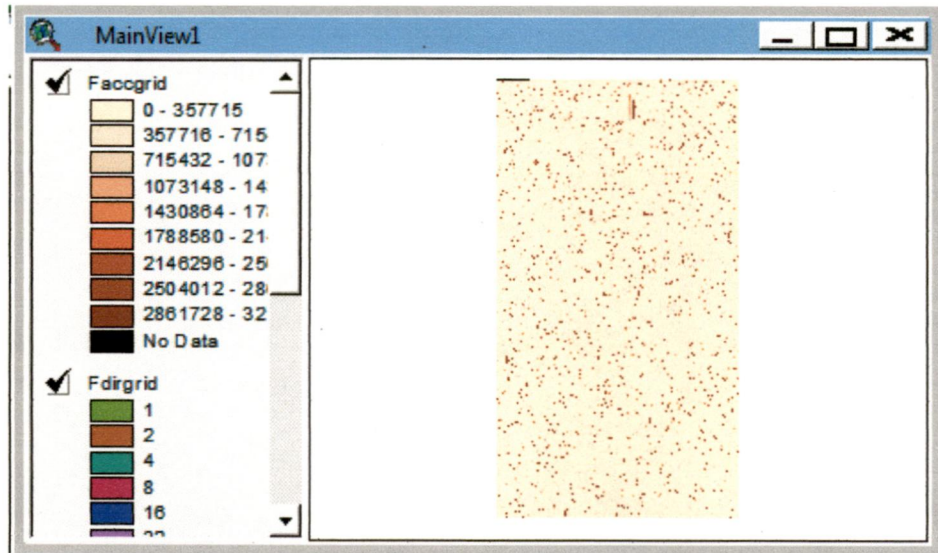 MainView1
Faccgrid
0 - 357715
357716 - 715
715432 - 107
1073148 - 14
1430864 - 17
1788580 - 21
2146296 - 25
2504012 - 28
2861728 - 32
No Data
Fdirgrid
1
2
4
8
16